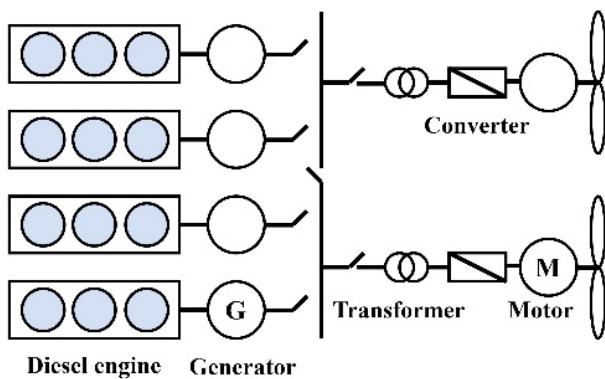 Converter
G
M
Transformer
Motor
Diesel engine
Generator